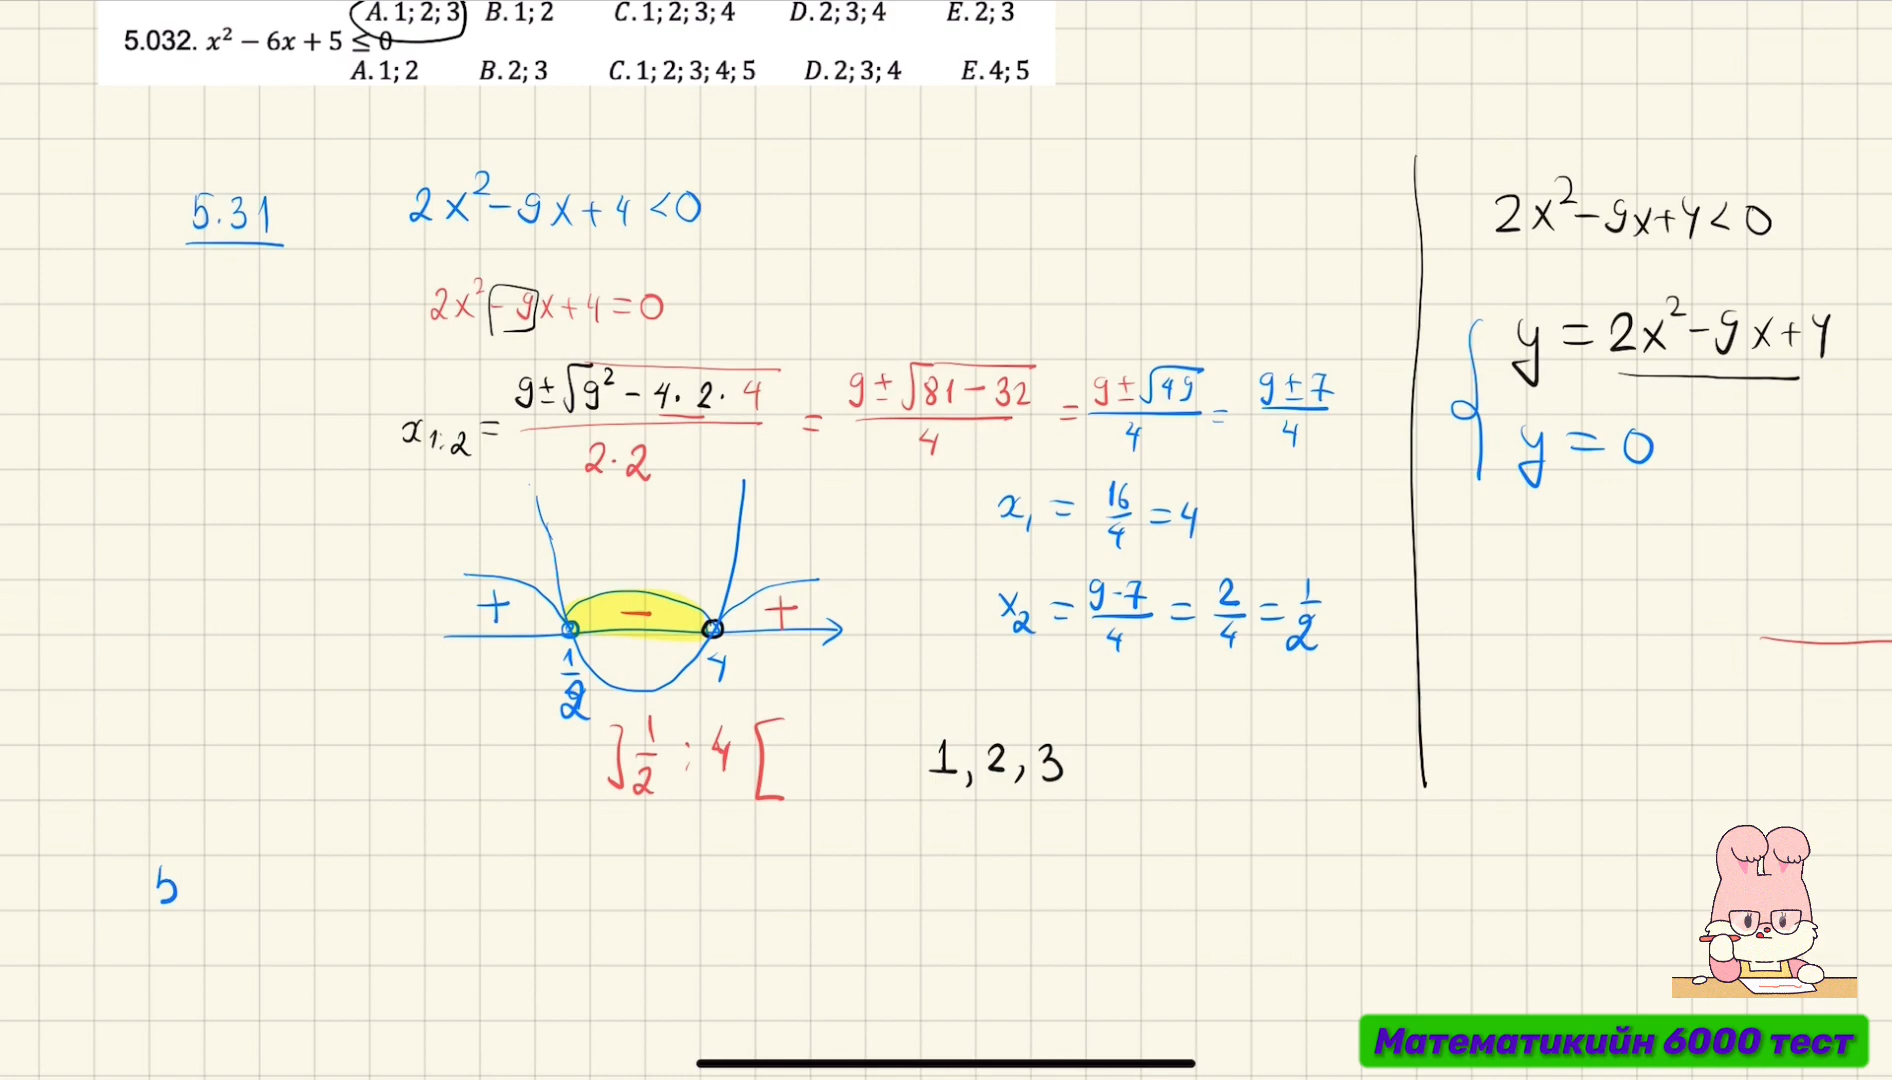 A. 1; 2; 3 B. 1; 2 C. 1; 2; 3; 4 D. 2; 3; 4 E. 2; 3
5.032. x² − 6x + 5 ≤ 0
A. 1; 2 B. 2; 3 C. 1; 2; 3; 4; 5 D. 2; 3; 4 E. 4; 5
5.31 2x² − 9x + 4 < 0
2x² − 9x + 4 = 0
x₁;₂ = (9 ± √(9² − 4 · 2 · 4)) / (2 · 2) = (9 ± √(81 − 32)) / 4 = (9 ± √49) / 4 = (9 ± 7) / 4
x₁ = 16/4 = 4
+ − +
x₂ = (9 − 7)/4 = 2/4 = 1/2
1/2 4
]1/2 ; 4[ 1, 2, 3
5
2x² − 9x + 4 < 0
y = 2x² − 9x + 4
y = 0
Математикийн 6000 тест